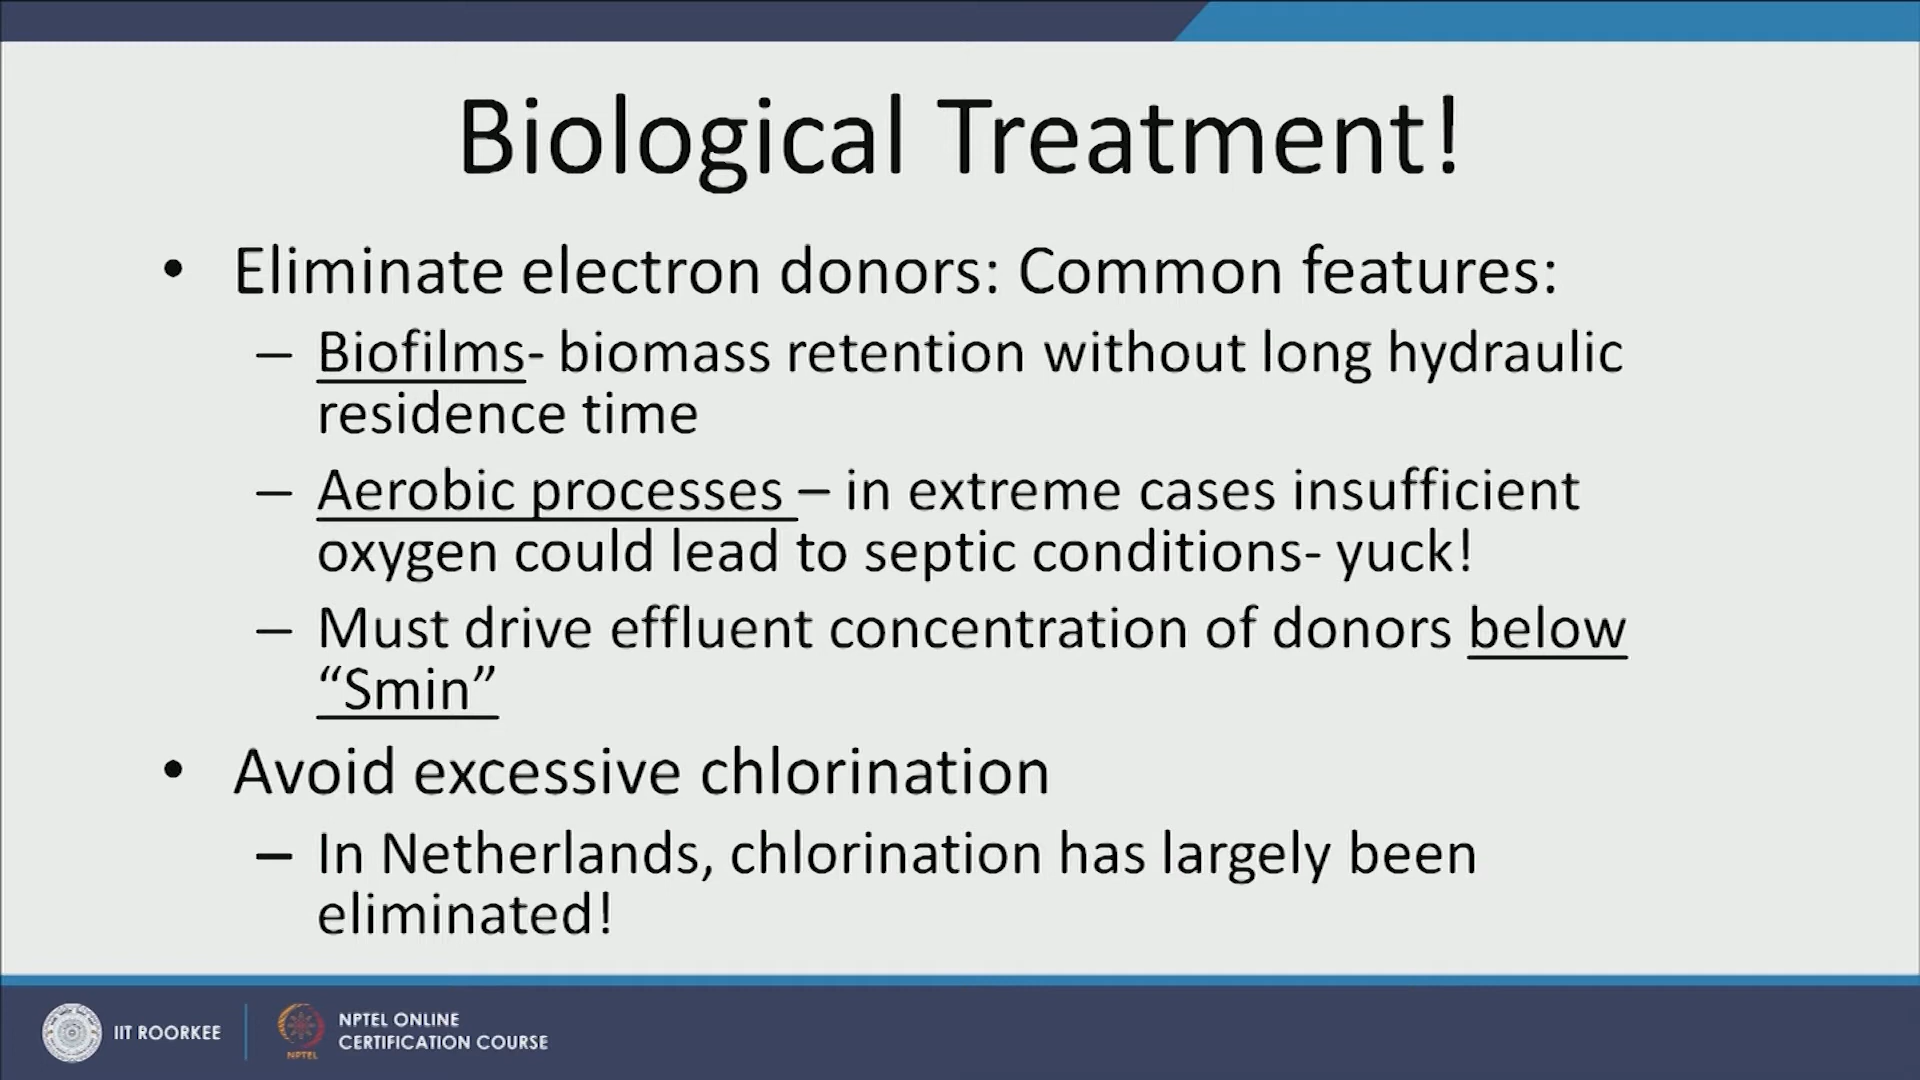 Biological Treatment!
• Eliminate electron donors: Common features:
– Biofilms- biomass retention without long hydraulic
residence time
– Aerobic processes – in extreme cases insufficient
oxygen could lead to septic conditions- yuck!
– Must drive effluent concentration of donors below
“Smin”
• Avoid excessive chlorination
– In Netherlands, chlorination has largely been
eliminated!
IIT ROORKEE
NPTEL
NPTEL ONLINE
CERTIFICATION COURSE